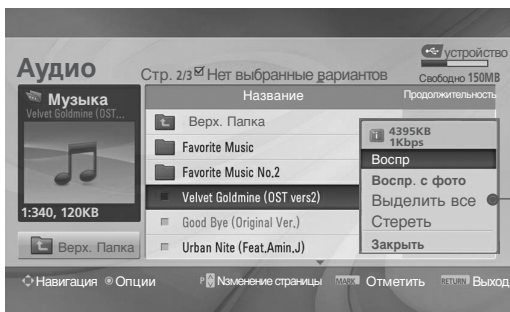 устройство
Аудио
Стр. 2/3 Нет выбранные вариантов
Свободно 150MB
Музыка
Velvet Goldmine (OST...
1:340, 120KB
Верх. Папка
Название
Продолжительность
Верх. Папка
Favorite Music
Favorite Music No.2
Velvet Goldmine (OST vers2)
Good Bye (Original Ver,)
Urban Nite (Feat,Amin,J)
4395KB
1Kbps
Воспр
Воспр. с фото
Выделить все
Стереть
Закрыть
Навигация Опции P Nзменение страницы MARK Отметить RETURN Выход